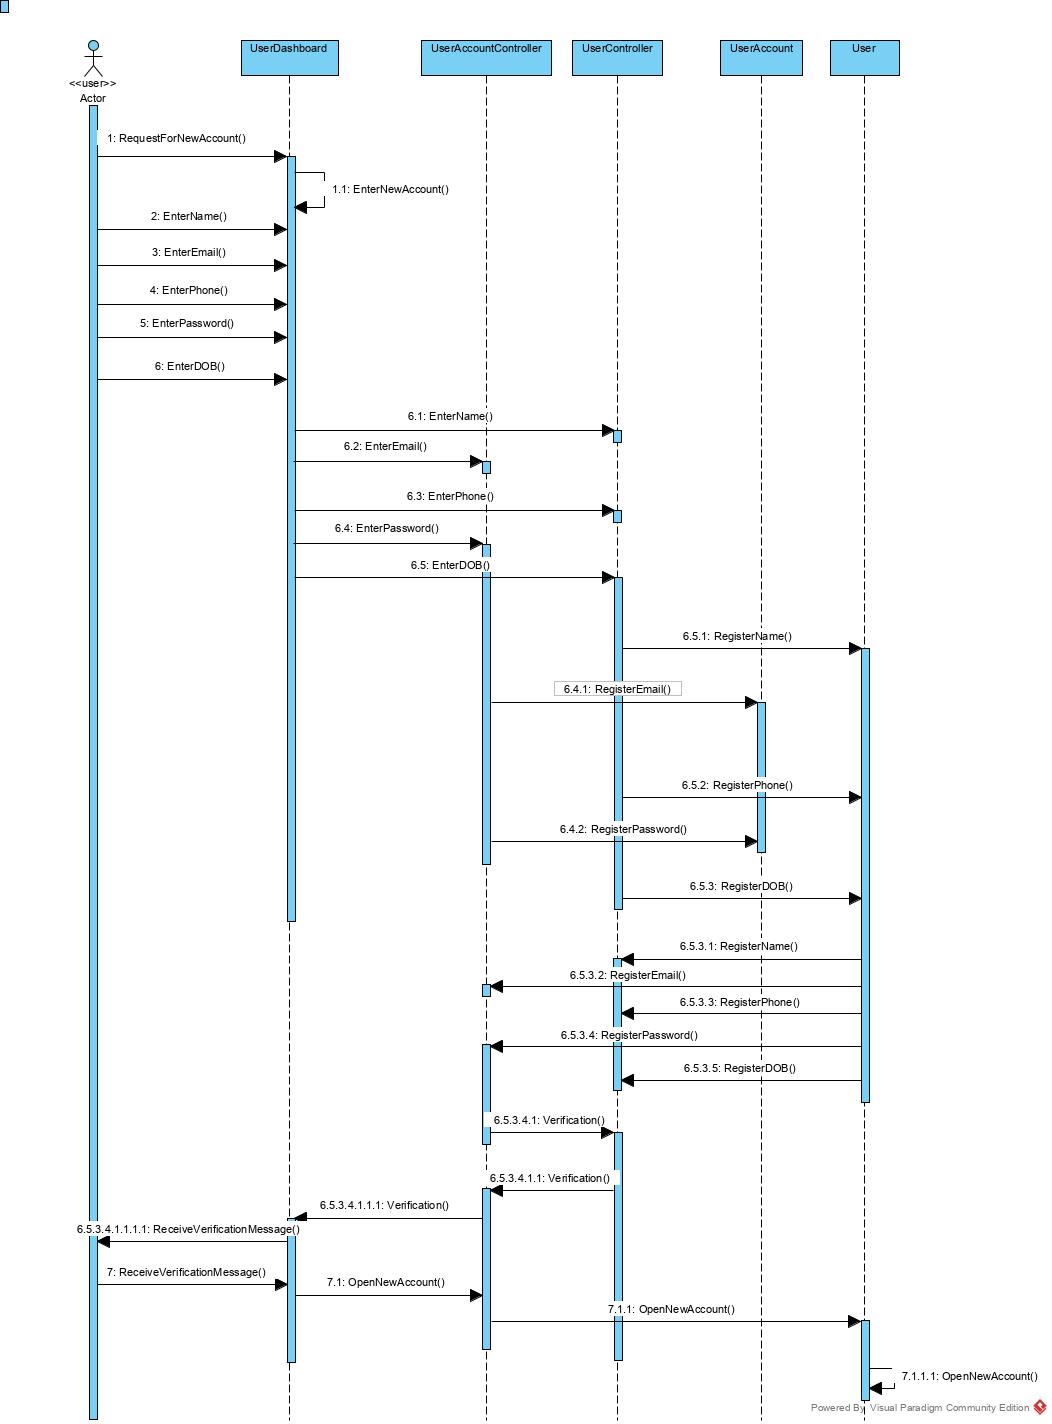 UserDashboard
UserAccountController
UserController
UserAccount
User
<<user>>
Actor
1: RequestForNewAccount()
1.1: EnterNewAccount()
2: EnterName()
3: EnterEmail()
4: EnterPhone()
5: EnterPassword()
6: EnterDOB()
6.1: EnterName()
6.2: EnterEmail()
6.3: EnterPhone()
6.4: EnterPassword()
6.5: EnterDOB()
6.5.1: RegisterName()
6.4.1: RegisterEmail()
6.5.2: RegisterPhone()
6.4.2: RegisterPassword()
6.5.3: RegisterDOB()
6.5.3.1: RegisterName()
6.5.3.2: RegisterEmail()
6.5.3.3: RegisterPhone()
6.5.3.4: RegisterPassword()
6.5.3.5: RegisterDOB()
6.5.3.4.1: Verification()
6.5.3.4.1.1: Verification()
6.5.3.4.1.1.1: Verification()
6.5.3.4.1.1.1.1: ReceiveVerificationMessage()
7: ReceiveVerificationMessage()
7.1: OpenNewAccount()
7.1.1: OpenNewAccount()
7.1.1.1: OpenNewAccount()
Powered By Visual Paradigm Community Edition